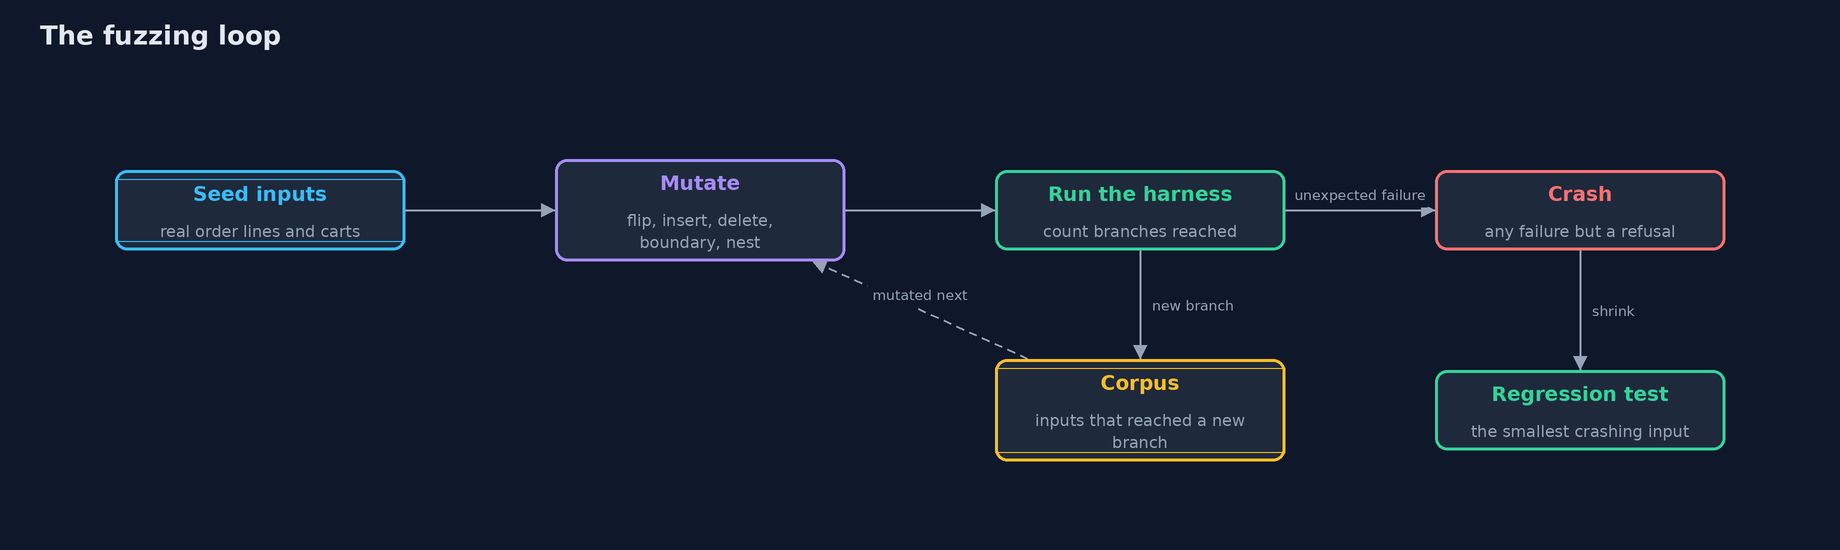 The fuzzing loop
Seed inputs
real order lines and carts
Mutate
flip, insert, delete,
boundary, nest
Run the harness
count branches reached
unexpected failure
Crash
any failure but a refusal
mutated next
new branch
shrink
Corpus
inputs that reached a new
branch
Regression test
the smallest crashing input